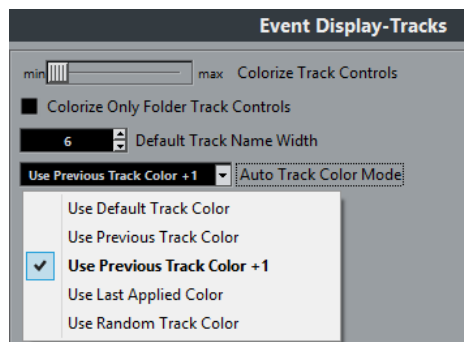 Event Display-Tracks
min max Colorize Track Controls
Colorize Only Folder Track Controls
6 Default Track Name Width
Use Previous Track Color +1 Auto Track Color Mode
Use Default Track Color
Use Previous Track Color
Use Previous Track Color +1
Use Last Applied Color
Use Random Track Color